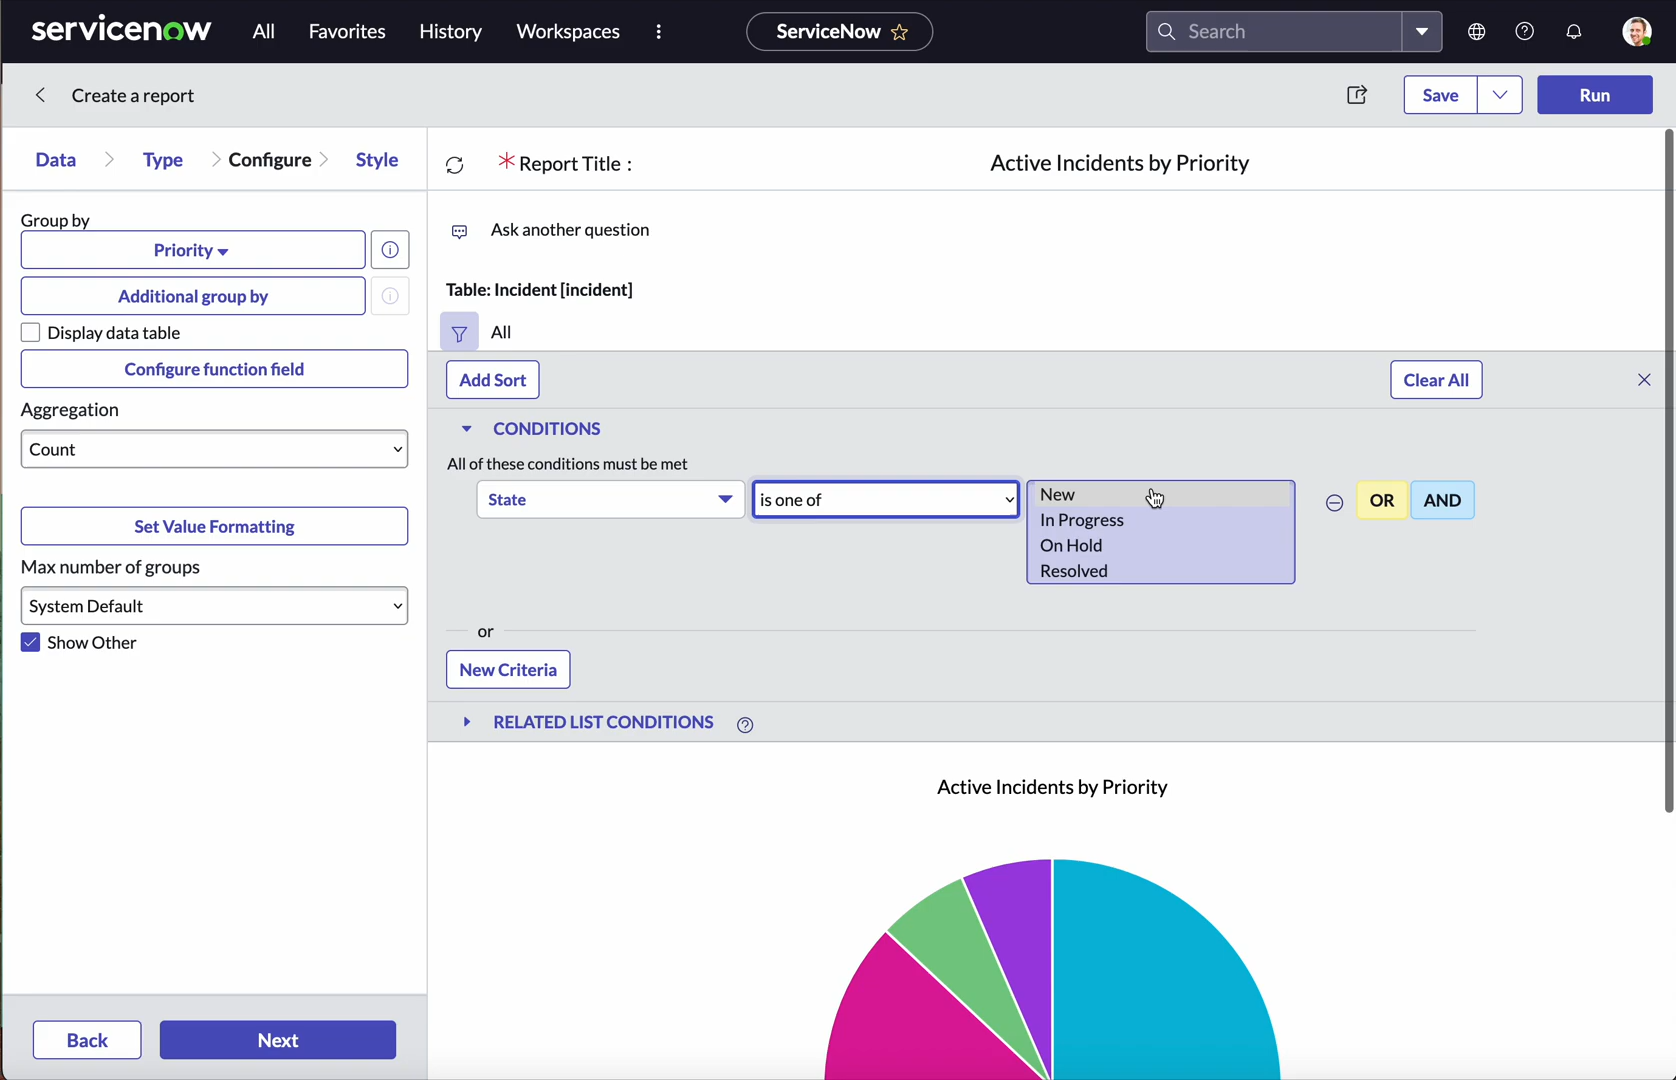 servicenow All Favorites History Workspaces ServiceNow Search
Create a report Save Run
Data Type Configure Style
Report Title : Active Incidents by Priority
Group by
Priority
Additional group by
Display data table
Configure function field
Aggregation
Count
Set Value Formatting
Max number of groups
System Default
Show Other
Back Next
Ask another question
Table: Incident [incident]
All
Add Sort Clear All
CONDITIONS
All of these conditions must be met
State is one of New OR AND
In Progress
On Hold
Resolved
or
New Criteria
RELATED LIST CONDITIONS
Active Incidents by Priority